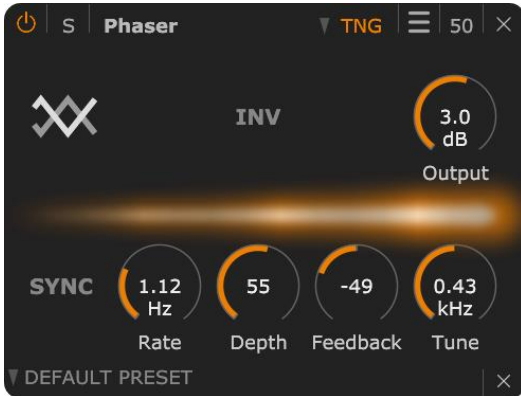 S Phaser TNG 50 ×
INV
3.0
dB
Output
SYNC
1.12
Hz
55
-49
0.43
kHz
Rate Depth Feedback Tune
DEFAULT PRESET ×